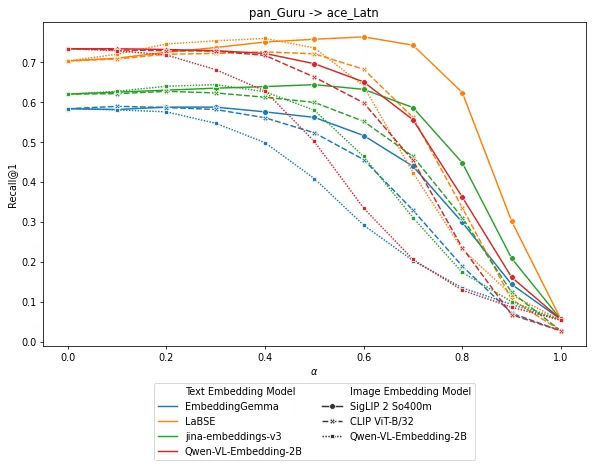 pan_Guru -> ace_Latn
Recall@1
0.7
0.6
0.5
0.4
0.3
0.2
0.1
0.0
0.0 0.2 0.4 0.6 0.8 1.0
α
Text Embedding Model
EmbeddingGemma
LaBSE
jina-embeddings-v3
Qwen-VL-Embedding-2B
Image Embedding Model
SigLIP 2 So400m
CLIP ViT-B/32
Qwen-VL-Embedding-2B